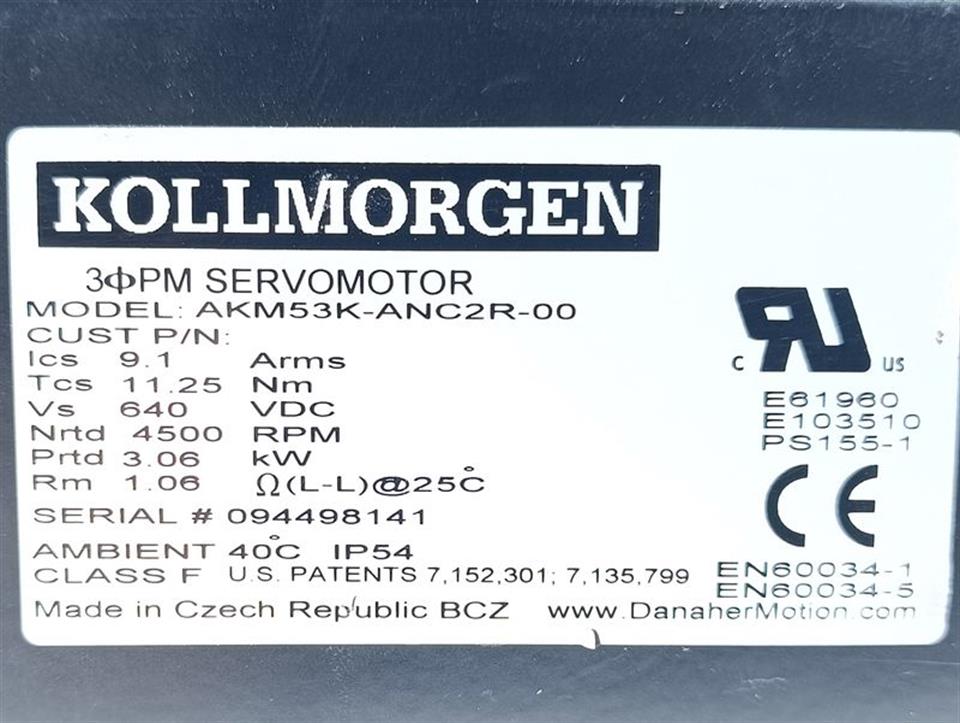 KOLLMORGEN
3ϕPM SERVOMOTOR
MODEL: AKM53K-ANC2R-00
CUST P/N:
Ics 9.1 Arms
Tcs 11.25 Nm
Vs 640 VDC
Nrtd 4500 RPM
Prtd 3.06 kW
Rm 1.06 Ω(L-L)@25°C
SERIAL # 094498141
AMBIENT 40°C IP54
CLASS F U.S. PATENTS 7,152,301; 7,135,799
Made in Czech Republic BCZ www.DanaherMotion.com
c RU us
E61960
E103510
PS155-1
CE
EN60034-1
EN60034-5